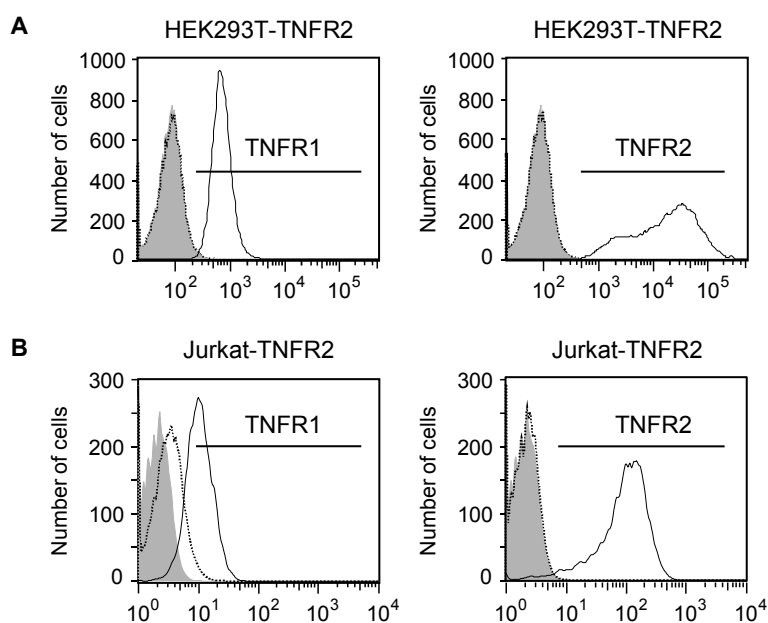 A
HEK293T-TNFR2
HEK293T-TNFR2
Number of cells
1000
800
600
400
200
0
TNFR1
10^2
10^3
10^4
10^5
Number of cells
1000
800
600
400
200
0
TNFR2
10^2
10^3
10^4
10^5
B
Jurkat-TNFR2
Jurkat-TNFR2
Number of cells
300
200
100
0
TNFR1
10^0
10^1
10^2
10^3
10^4
Number of cells
300
200
100
0
TNFR2
10^0
10^1
10^2
10^3
10^4